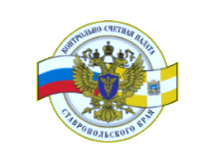 КОНТРОЛЬНО-СЧЕТНАЯ ПАЛАТА
СТАВРОПОЛЬСКОГО КРАЯ